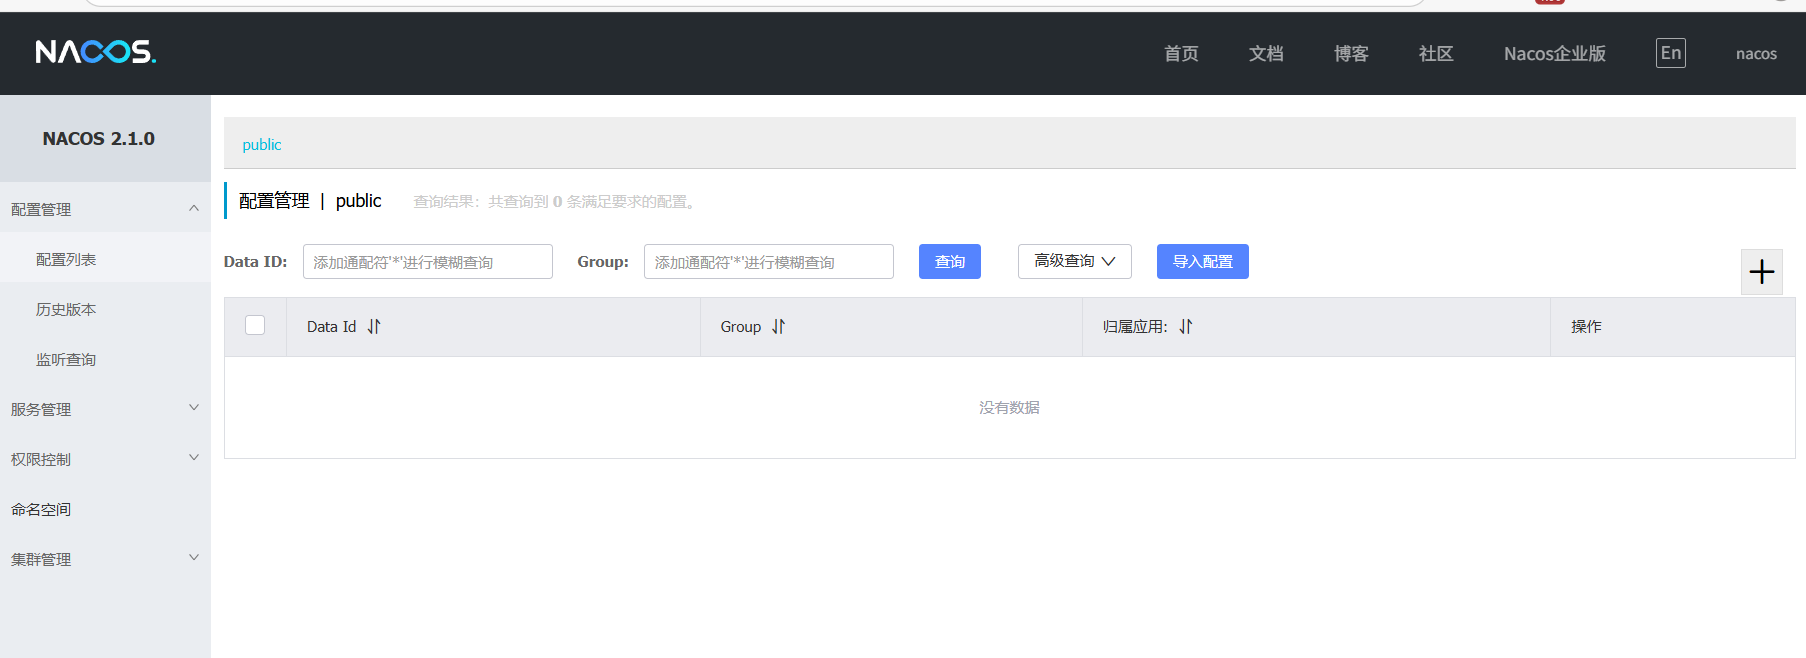 NACOS.
首页
文档
博客
社区
Nacos企业版
En
nacos
NACOS 2.1.0
配置管理
配置列表
历史版本
监听查询
服务管理
权限控制
命名空间
集群管理
public
配置管理 | public 查询结果：共查询到 0 条满足要求的配置。
Data ID: 添加通配符'*'进行模糊查询 Group: 添加通配符'*'进行模糊查询 查询 高级查询 导入配置
Data Id Group 归属应用: 操作
没有数据